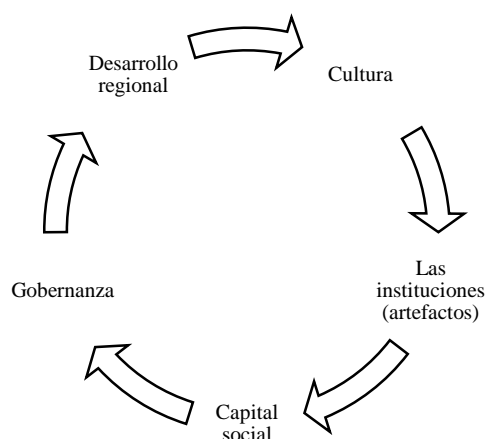 Desarrollo
regional
Cultura
Las
instituciones
(artefactos)
Capital
social
Gobernanza